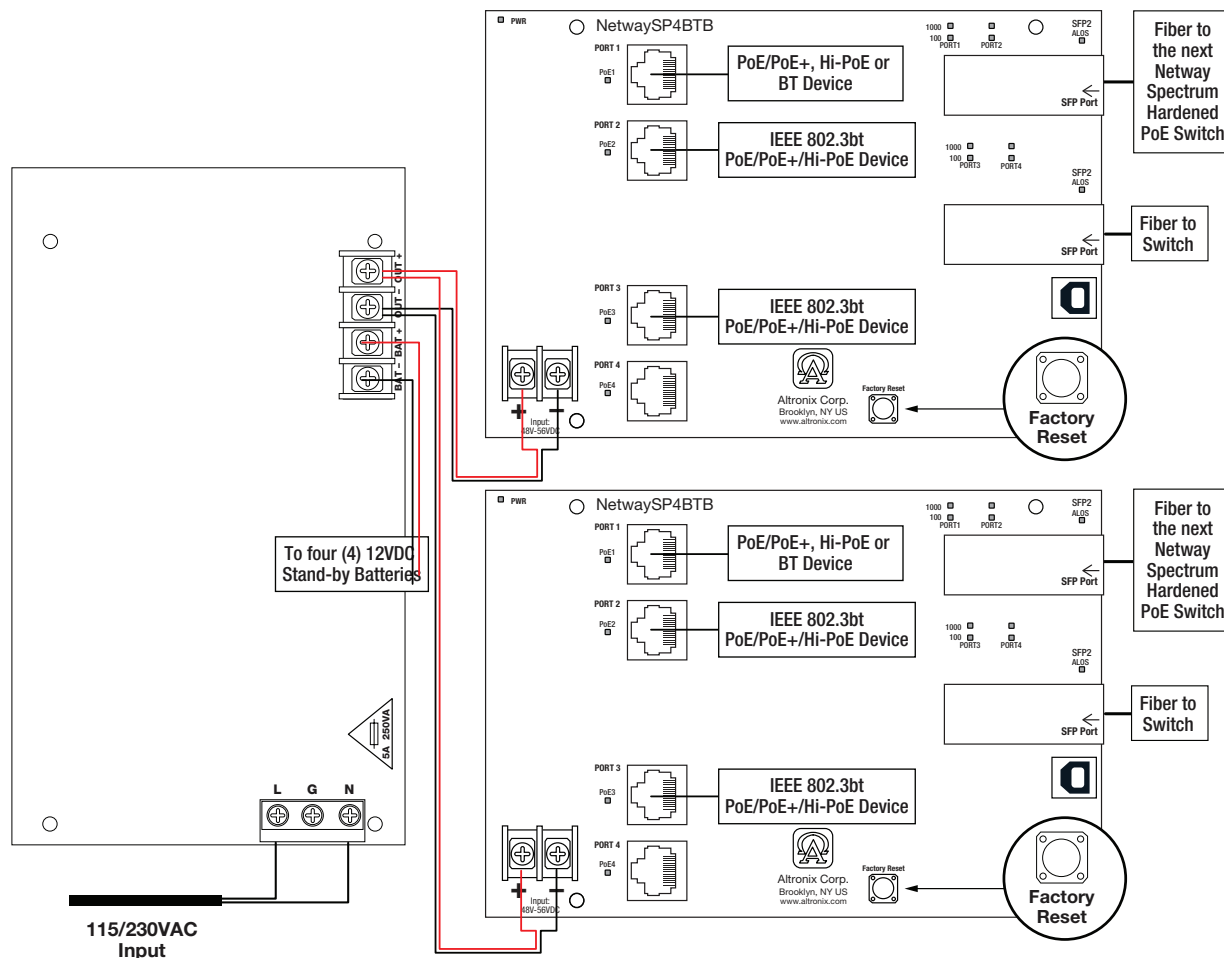 PWR
NetwaySP4BTB
PORT 1
PoE1
PoE/PoE+, Hi-PoE or
BT Device
1000
100
PORT1
PORT2
SFP2
ALOS
SFP Port
Fiber to
the next
Netway
Spectrum
Hardened
PoE Switch
PORT 2
PoE2
IEEE 802.3bt
PoE/PoE+/Hi-PoE Device
1000
100
PORT3
PORT4
SFP2
ALOS
SFP Port
Fiber to
Switch
PORT 3
PoE3
IEEE 802.3bt
PoE/PoE+/Hi-PoE Device
PORT 4
PoE4
+
–
Input:
48V-56VDC
Altronix Corp.
Brooklyn, NY US
www.altronix.com
Factory Reset
Factory
Reset
OUT +
OUT –
BAT +
BAT –
To four (4) 12VDC
Stand-by Batteries
5A 250VA
L
G
N
115/230VAC
Input
PWR
NetwaySP4BTB
PORT 1
PoE1
PoE/PoE+, Hi-PoE or
BT Device
1000
100
PORT1
PORT2
SFP2
ALOS
SFP Port
Fiber to
the next
Netway
Spectrum
Hardened
PoE Switch
PORT 2
PoE2
IEEE 802.3bt
PoE/PoE+/Hi-PoE Device
1000
100
PORT3
PORT4
SFP2
ALOS
SFP Port
Fiber to
Switch
PORT 3
PoE3
IEEE 802.3bt
PoE/PoE+/Hi-PoE Device
PORT 4
PoE4
+
–
Input:
48V-56VDC
Altronix Corp.
Brooklyn, NY US
www.altronix.com
Factory Reset
Factory
Reset